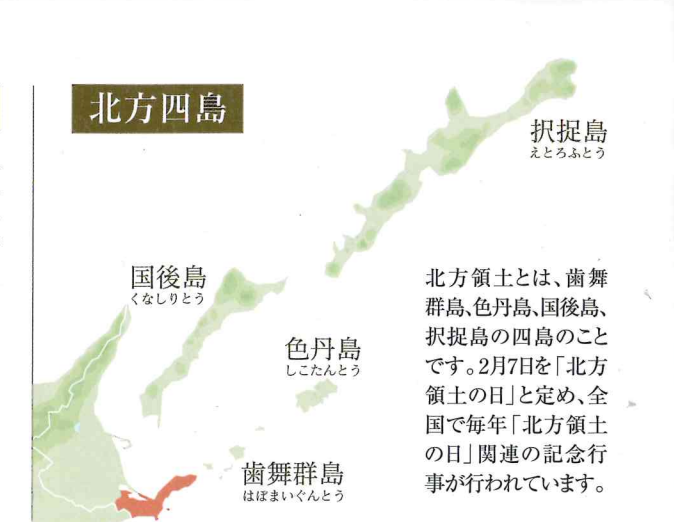 北方四島
択捉島
えとろふとう
国後島
くなしりとう
色丹島
しこたんとう
歯舞群島
はぼまいぐんとう
北方領土とは、歯舞
群島、色丹島、国後島、
択捉島の四島のこと
です。2月7日を「北方
領土の日」と定め、全
国で毎年「北方領土
の日」関連の記念行
事が行われています。